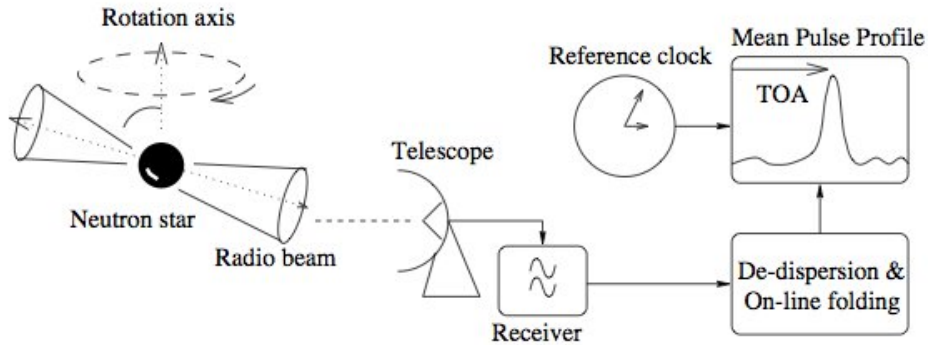 Rotation axis
Neutron star
Radio beam
Telescope
Receiver
Reference clock
Mean Pulse Profile
TOA
De-dispersion &
On-line folding